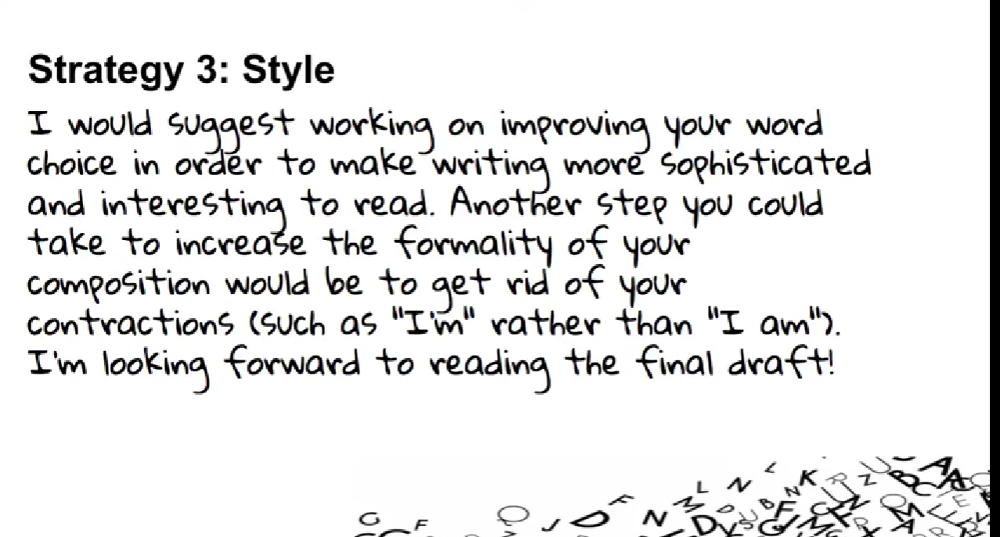 Strategy 3: Style
I would suggest working on improving your word
choice in order to make writing more sophisticated
and interesting to read. Another step you could
take to increase the formality of your
composition would be to get rid of your
contractions (such as "I'm" rather than "I am").
I'm looking forward to reading the final draft!